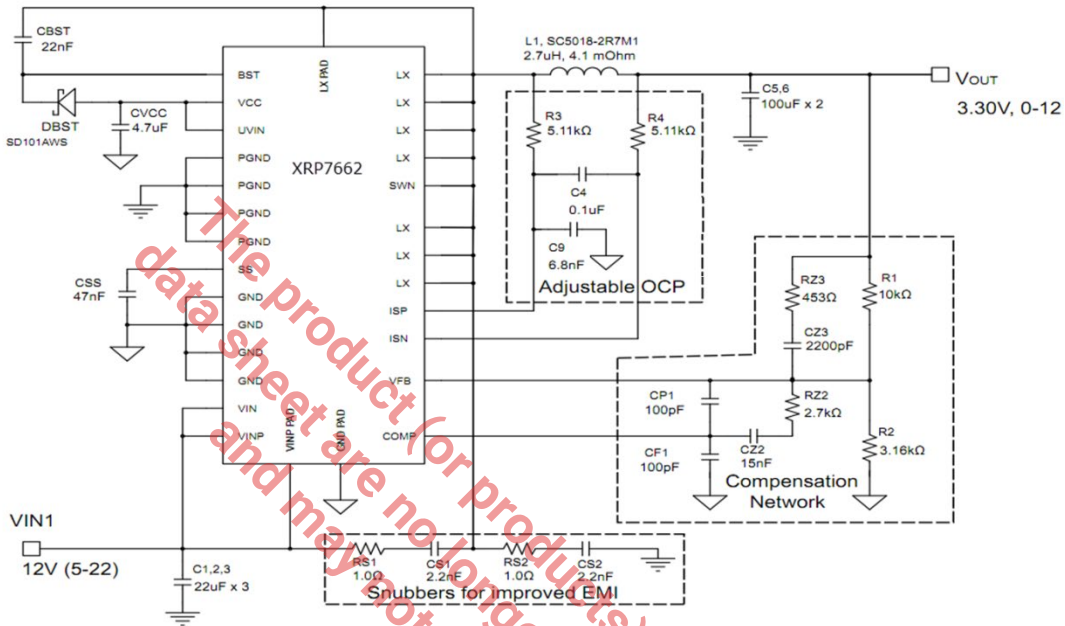 CBST
22nF
DBST
SD101AWS
CVCC
4.7uF
BST
VCC
UVIN
PGND
PGND
PGND
PGND
SS
GND
GND
GND
GND
VIN
VINP
LX PAD
XRP7662
VINP PAD
GND PAD
LX
LX
LX
LX
SWN
LX
LX
LX
ISP
ISN
VFB
COMP
CSS
47nF
L1, SC5018-2R7M1
2.7uH, 4.1 mOhm
R3
5.11kΩ
R4
5.11kΩ
C4
0.1uF
C9
6.8nF
Adjustable OCP
C5,6
100uF x 2
VOUT
3.30V, 0-12
RZ3
453Ω
R1
10kΩ
CZ3
2200pF
CP1
100pF
RZ2
2.7kΩ
R2
3.16kΩ
CF1
100pF
CZ2
15nF
Compensation
Network
VIN1
12V (5-22)
C1,2,3
22uF x 3
RS1
1.0Ω
CS1
2.2nF
RS2
1.0Ω
CS2
2.2nF
Snubbers for improved EMI
The product (or products)
data sheet are no longe
and may not